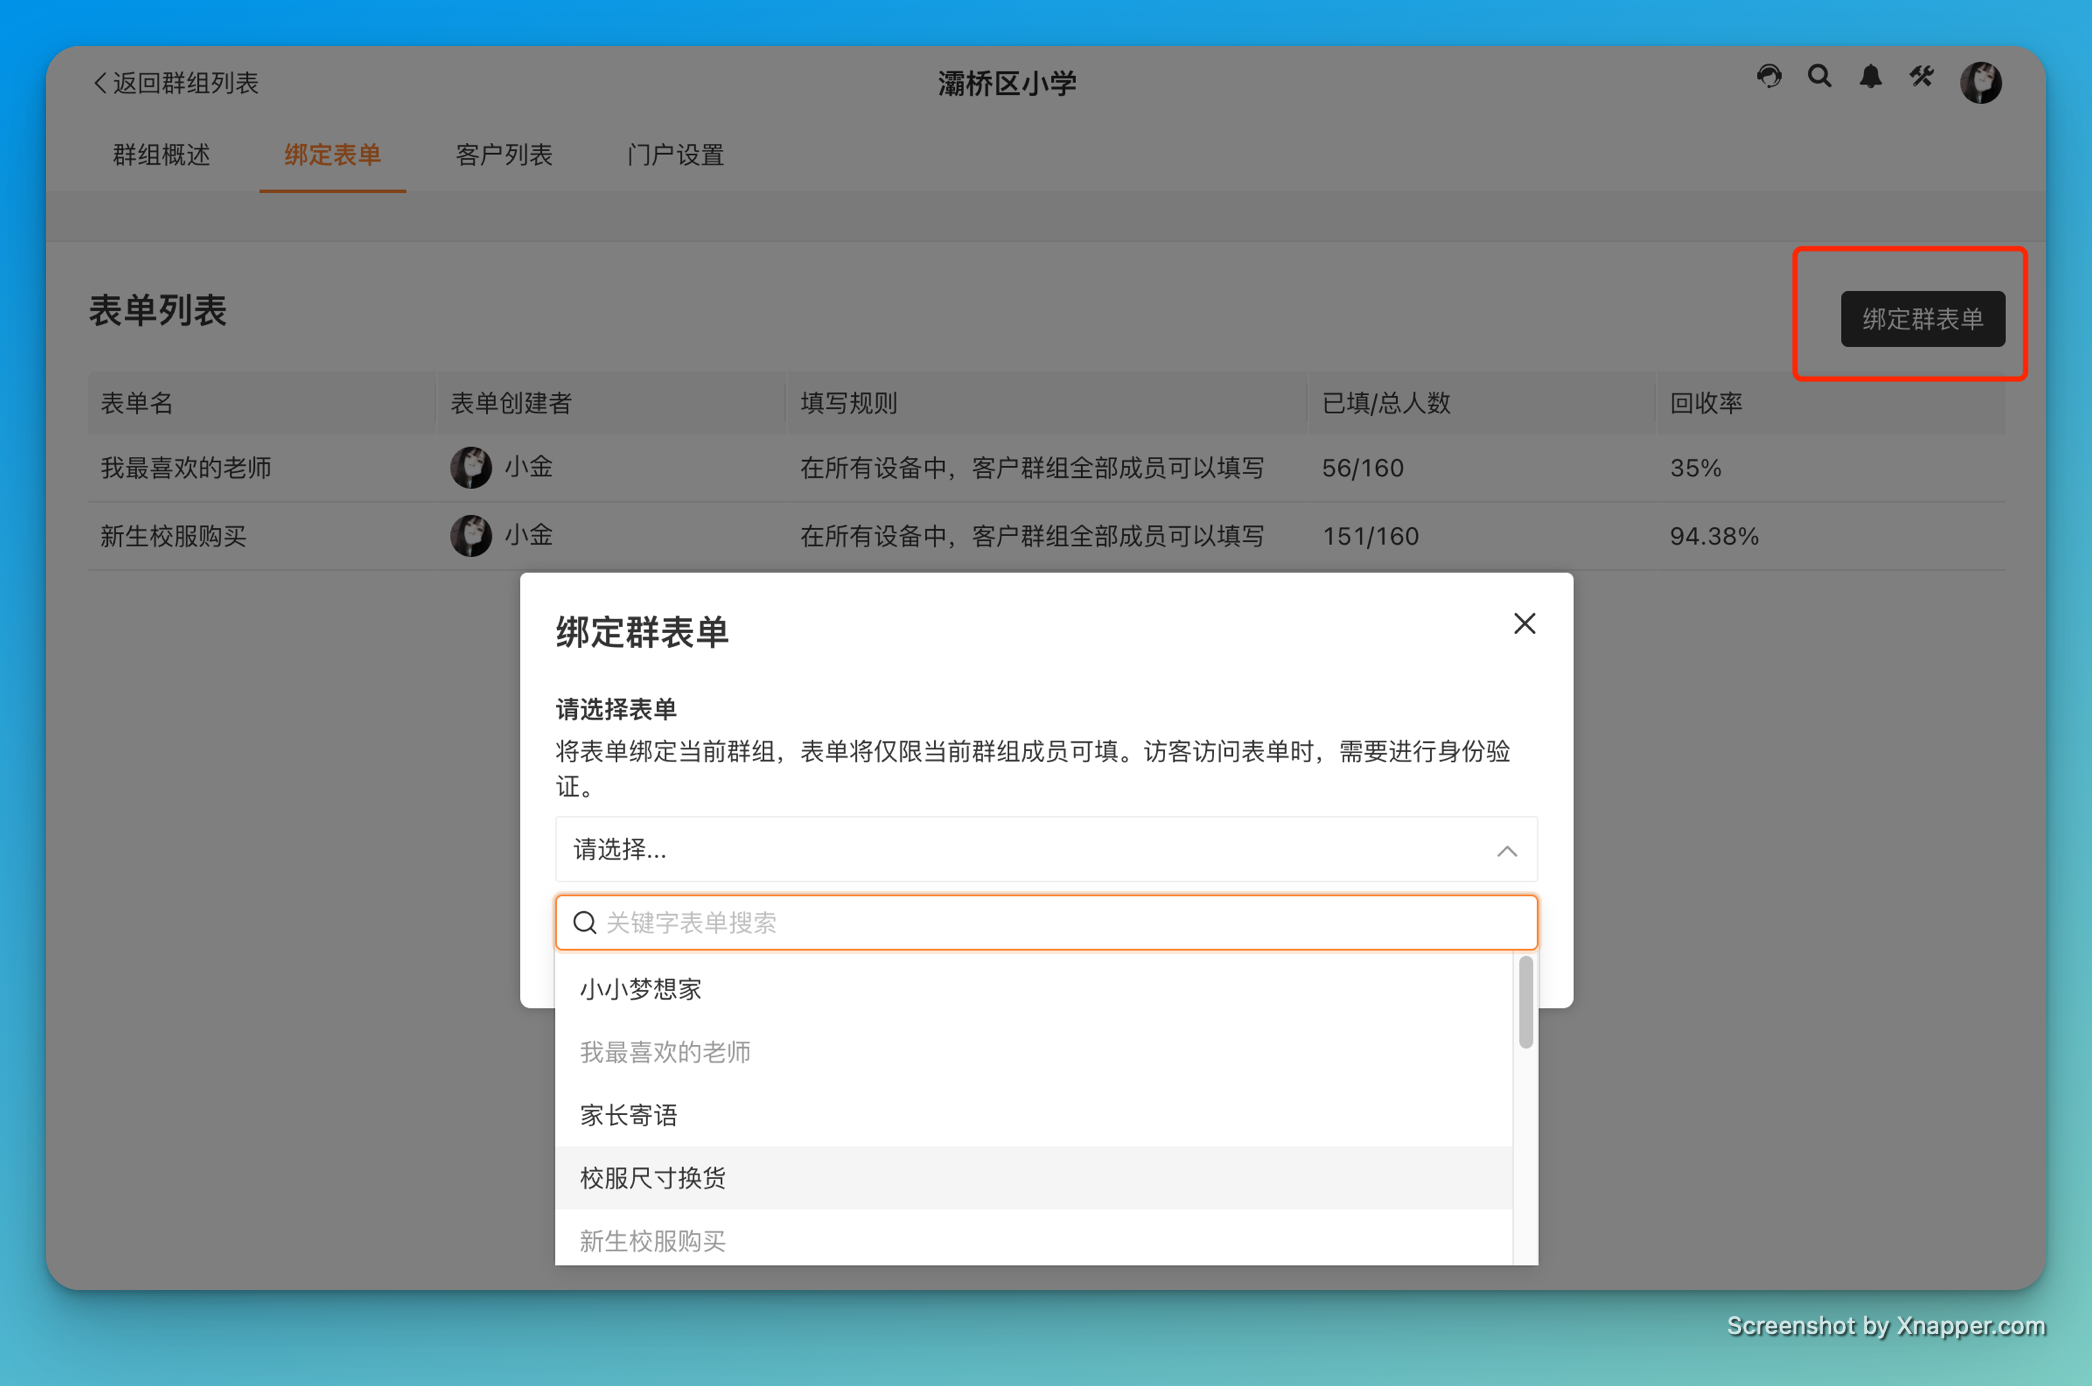 返回群组列表
灞桥区小学
群组概述
绑定表单
客户列表
门户设置
表单列表
绑定群表单
表单名
表单创建者
填写规则
已填/总人数
回收率
我最喜欢的老师
小金
在所有设备中，客户群组全部成员可以填写
56/160
35%
新生校服购买
小金
在所有设备中，客户群组全部成员可以填写
151/160
94.38%
绑定群表单
请选择表单
将表单绑定当前群组，表单将仅限当前群组成员可填。访客访问表单时，需要进行身份验
证。
请选择...
关键字表单搜索
小小梦想家
我最喜欢的老师
家长寄语
校服尺寸换货
新生校服购买
Screenshot by Xnapper.com